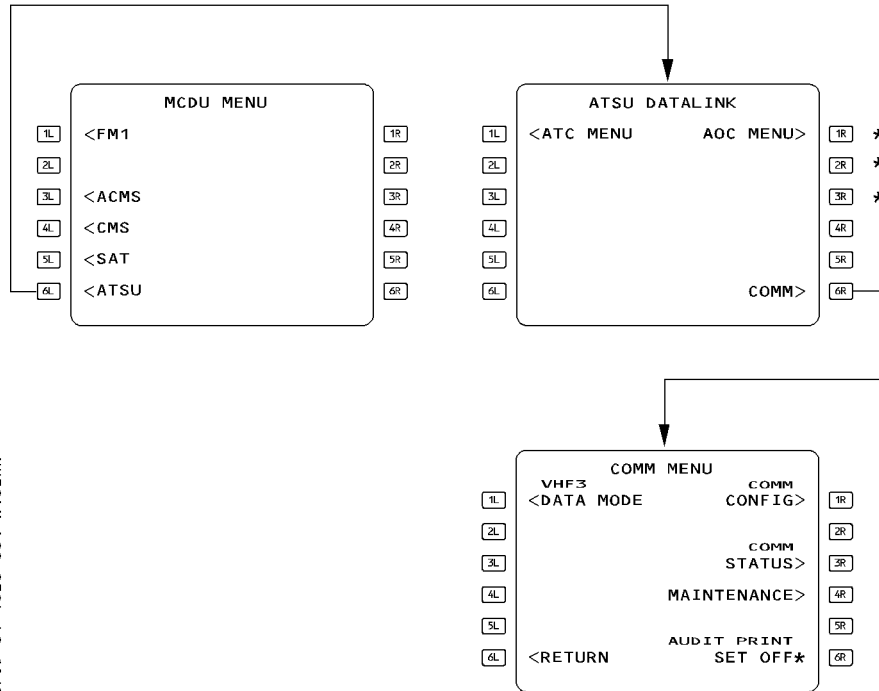 MCDU MENU
1L <FM1 1R
2L 2R
3L <ACMS 3R
4L <CMS 4R
5L <SAT 5R
6L <ATSU 6R
ATSU DATALINK
1L <ATC MENU AOC MENU> 1R *
2L 2R *
3L 3R *
4L 4R
5L 5R
6L COMM> 6R
COMM MENU
VHF3 COMM
1L <DATA MODE CONFIG> 1R
2L 2R
COMM
3L STATUS> 3R
4L MAINTENANCE> 4R
5L 5R
AUDIT PRINT
6L <RETURN SET OFF* 6R